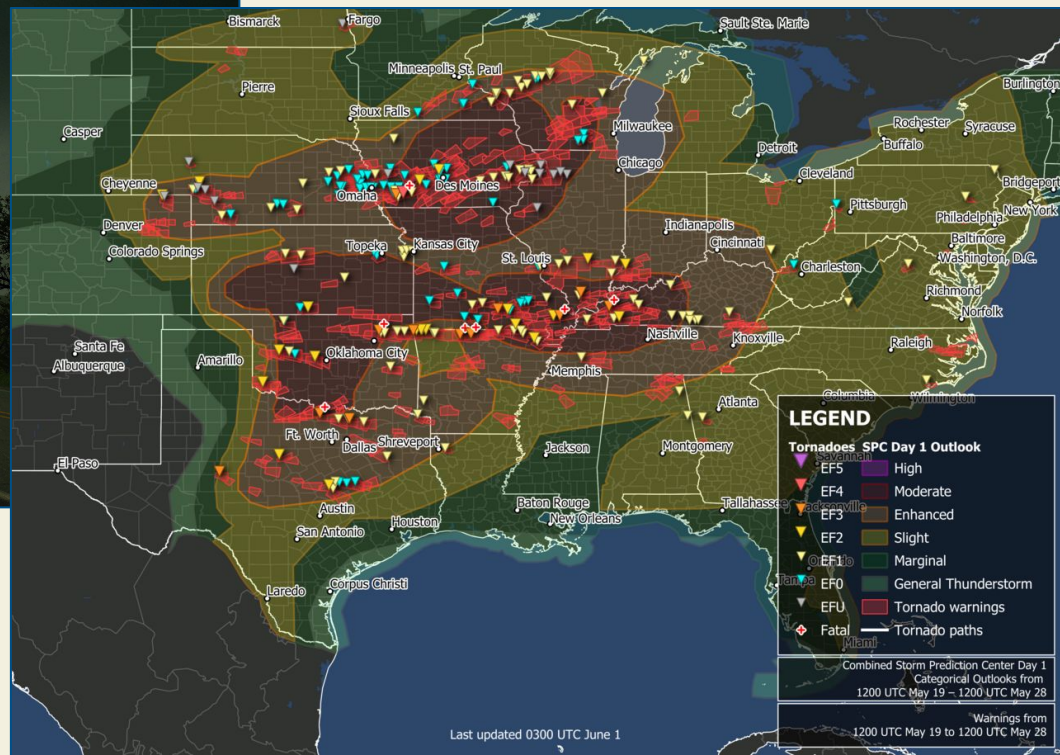 Bismarck
Fargo
Sault Ste. Marie
Minneapolis
St. Paul
Pierre
Sioux Falls
Burlington
Casper
Milwaukee
Rochester
Syracuse
Buffalo
Detroit
Chicago
Cheyenne
Omaha
Des Moines
Cleveland
Bridgeport
New York
Pittsburgh
Philadelphia
Denver
Indianapolis
Baltimore
Colorado Springs
Topeka
Kansas City
Cincinnati
Washington, D.C.
St. Louis
Charleston
Richmond
Norfolk
Santa Fe
Albuquerque
Amarillo
Oklahoma City
Nashville
Knoxville
Raleigh
Memphis
Wilmington
Atlanta
Columbia
Ft. Worth
Dallas
Shreveport
Jackson
Montgomery
El Paso
Savannah
Austin
Baton Rouge
New Orleans
Tallahassee
Jacksonville
Houston
San Antonio
Laredo
Corpus Christi
Orlando
Tampa
Miami
LEGEND
Tornadoes SPC Day 1 Outlook
EF5 High
EF4 Moderate
EF3 Enhanced
EF2 Slight
EF1 Marginal
EF0 General Thunderstorm
EFU Tornado warnings
Fatal Tornado paths
Combined Storm Prediction Center Day 1
Categorical Outlooks from
1200 UTC May 19 – 1200 UTC May 28
Warnings from
1200 UTC May 19 to 1200 UTC May 28
Last updated 0300 UTC June 1